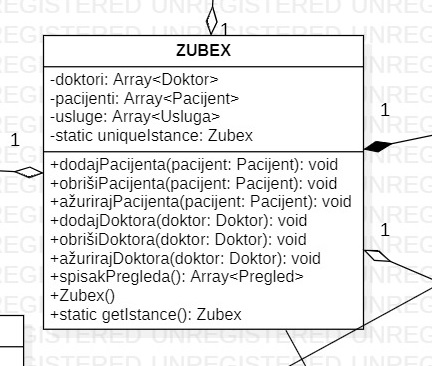 UNREGISTERED UNREGISTERED
1
ZUBEX
-doktori: Array<Doktor>
-pacijenti: Array<Pacijent>
-usluge: Array<Usluga>
-static uniqueIstance: Zubex
1
1
+dodajPacijenta(pacijent: Pacijent): void
+obrišiPacijenta(pacijent: Pacijent): void
+ažurirajPacijenta(pacijent: Pacijent): void
+dodajDoktora(doktor: Doktor): void
+obrišiDoktora(doktor: Doktor): void
+ažurirajDoktora(doktor: Doktor): void
1
+spisakPregleda(): Array<Pregled>
+Zubex()
+static getIstance(): Zubex